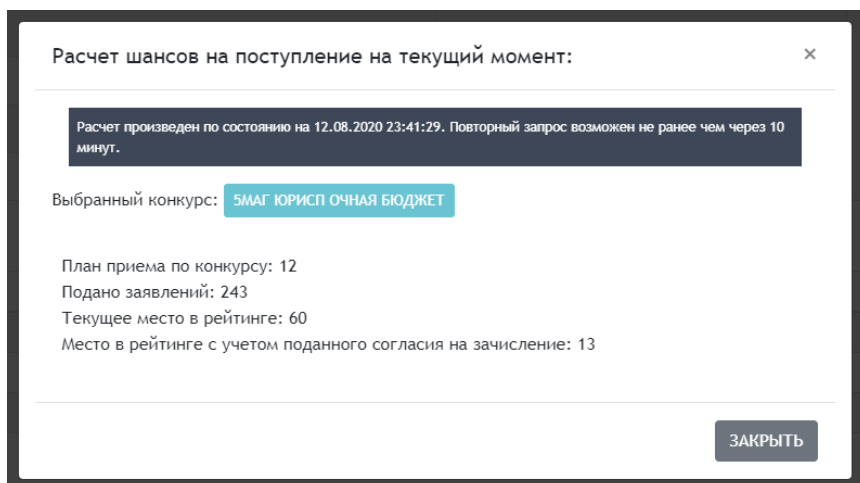 Расчет шансов на поступление на текущий момент:
×
Расчет произведен по состоянию на 12.08.2020 23:41:29. Повторный запрос возможен не ранее чем через 10
минут.
Выбранный конкурс: 5МАГ ЮРИСП ОЧНАЯ БЮДЖЕТ
План приема по конкурсу: 12
Подано заявлений: 243
Текущее место в рейтинге: 60
Место в рейтинге с учетом поданного согласия на зачисление: 13
ЗАКРЫТЬ